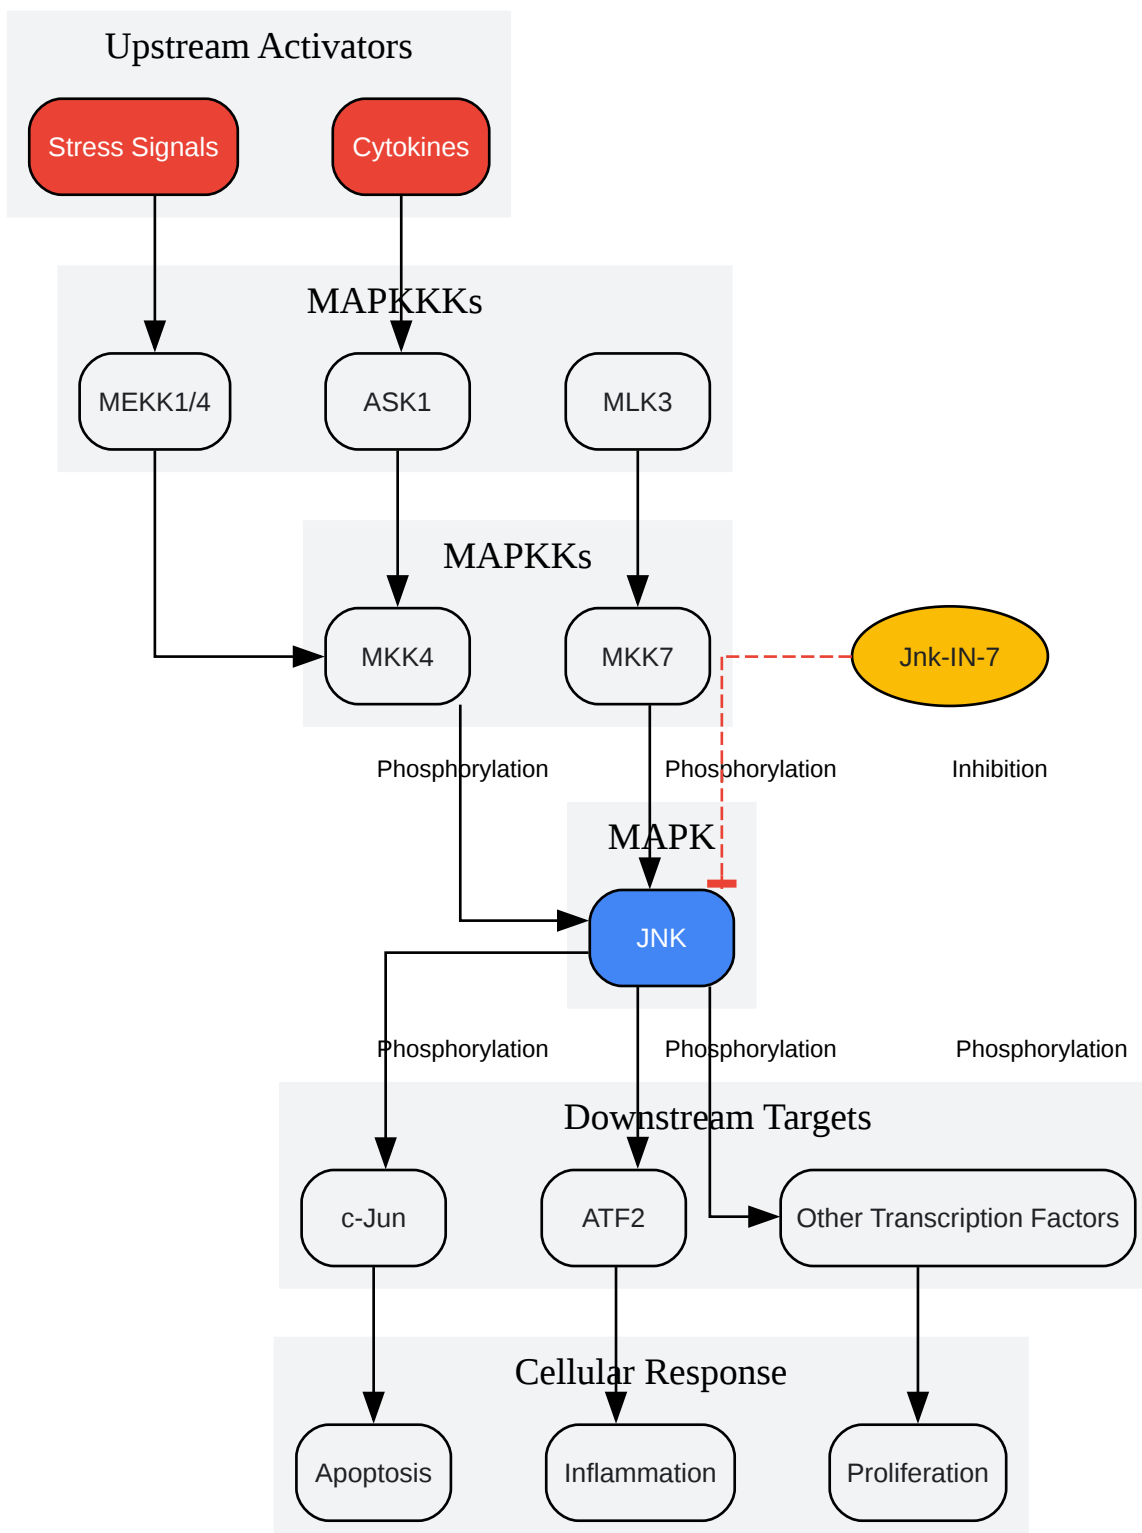 Upstream Activators
Stress Signals
Cytokines
MAPKKKs
MEKK1/4
ASK1
MLK3
MAPKKs
MKK4
MKK7
Jnk-IN-7
Phosphorylation
Phosphorylation
Inhibition
MAPK
JNK
Phosphorylation
Phosphorylation
Phosphorylation
Downstream Targets
c-Jun
ATF2
Other Transcription Factors
Cellular Response
Apoptosis
Inflammation
Proliferation